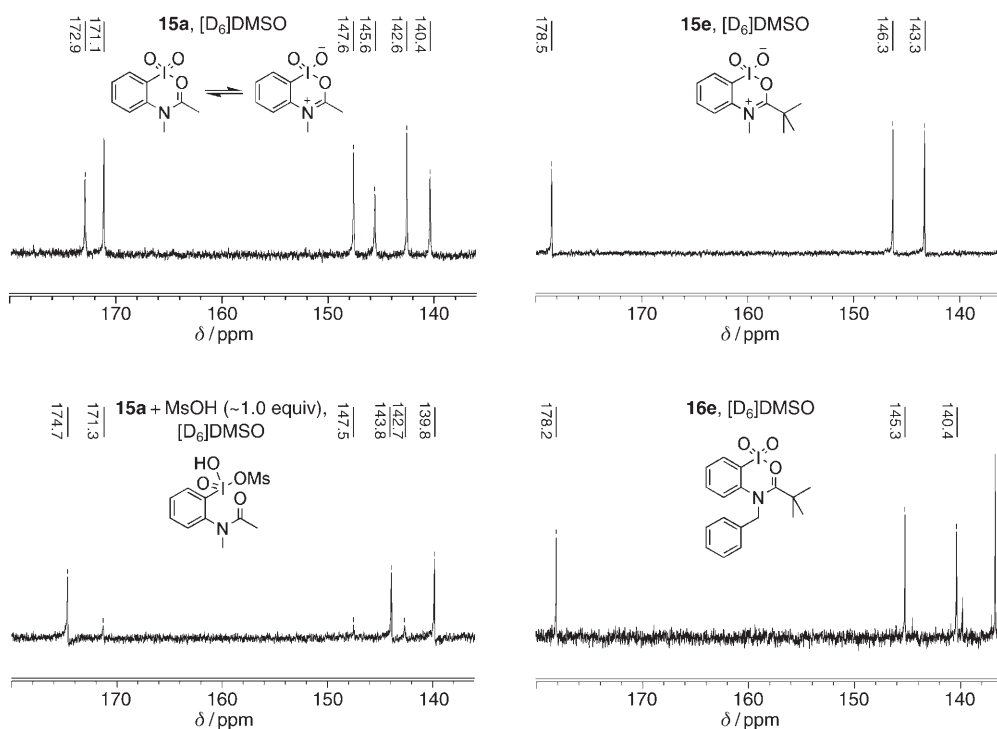 15a, [D6]DMSO
172.9
171.1
147.6
145.6
142.6
140.4
O O
I
O
N
O O−
I
O
N
+
170 160 150 140
δ / ppm
15e, [D6]DMSO
178.5
146.3
143.3
O O−
I
O
N
+
170 160 150 140
δ / ppm
15a + MsOH (~1.0 equiv),
[D6]DMSO
174.7
171.3
147.5
143.8
142.7
139.8
HO
O I OMs
O
N
170 160 150 140
δ / ppm
16e, [D6]DMSO
178.2
145.3
140.4
O O
I
O
N
170 160 150 140
δ / ppm